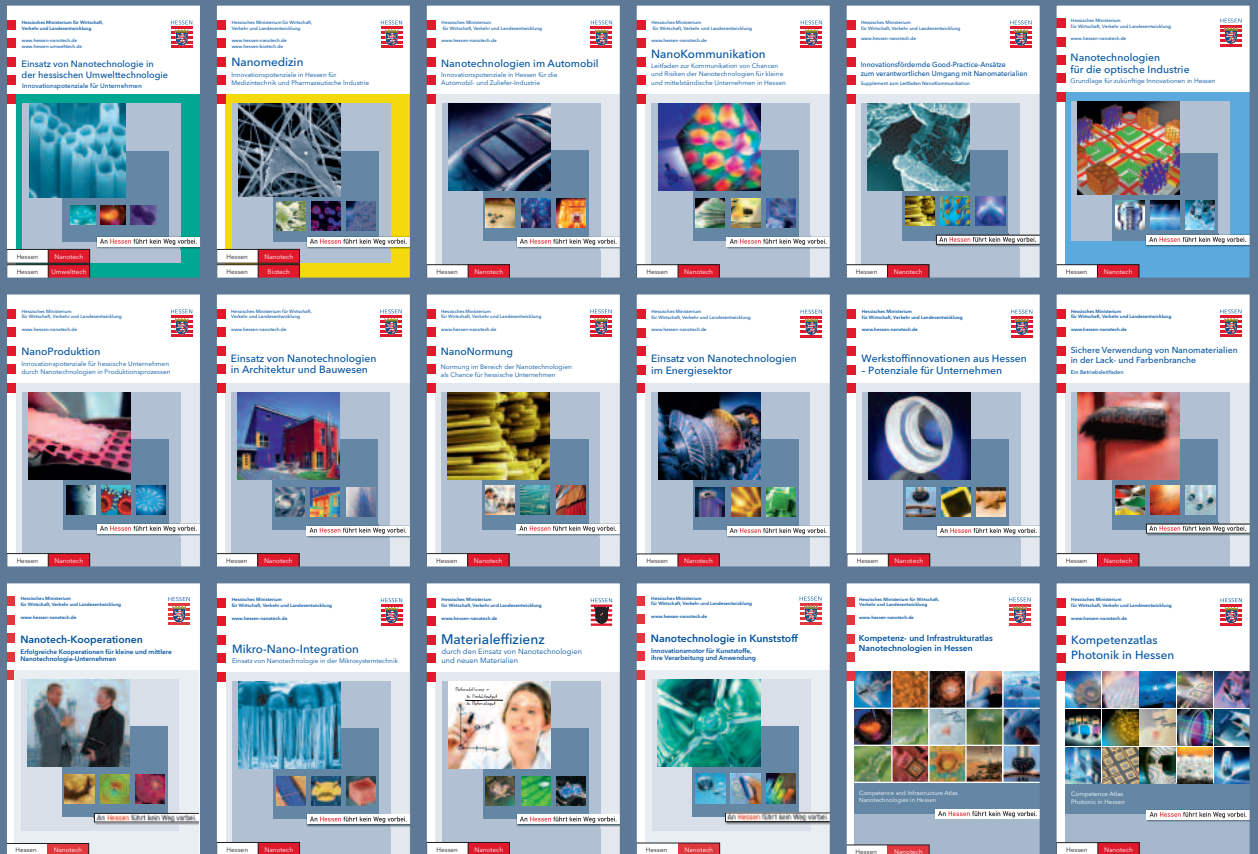 Hessisches Ministerium für Wirtschaft,
Verkehr und Landesentwicklung
www.hessen-nanotech.de
www.hessen-umwelttech.de
HESSEN
Einsatz von Nanotechnologie in
der hessischen Umwelttechnologie
Innovationspotenziale für Unternehmen
An Hessen führt kein Weg vorbei.
Hessen Nanotech
Hessen Umwelttech
Hessisches Ministerium für Wirtschaft,
Verkehr und Landesentwicklung
www.hessen-nanotech.de
www.hessen-biotech.de
HESSEN
Nanomedizin
Innovationspotenziale in Hessen für
Medizintechnik und Pharmazeutische Industrie
An Hessen führt kein Weg vorbei.
Hessen Nanotech
Hessen Biotech
Hessisches Ministerium
für Wirtschaft, Verkehr und Landesentwicklung
www.hessen-nanotech.de
HESSEN
Nanotechnologien im Automobil
Innovationspotenziale in Hessen für die
Automobil- und Zuliefer-Industrie
An Hessen führt kein Weg vorbei.
Hessen Nanotech
Hessisches Ministerium
für Wirtschaft, Verkehr und Landesentwicklung
www.hessen-nanotech.de
HESSEN
NanoKommunikation
Leitfaden zur Kommunikation von Chancen
und Risiken der Nanotechnologien für kleine
und mittelständische Unternehmen in Hessen
An Hessen führt kein Weg vorbei.
Hessen Nanotech
Hessisches Ministerium
für Wirtschaft, Verkehr und Landesentwicklung
www.hessen-nanotech.de
HESSEN
Innovationsfördernde Good-Practice-Ansätze
zum verantwortlichen Umgang mit Nanomaterialien
Supplement zum Leitfaden NanoKommunikation
An Hessen führt kein Weg vorbei.
Hessen Nanotech
Hessisches Ministerium
für Wirtschaft, Verkehr und Landesentwicklung
www.hessen-nanotech.de
HESSEN
Nanotechnologien
für die optische Industrie
Grundlage für zukünftige Innovationen in Hessen
An Hessen führt kein Weg vorbei.
Hessen Nanotech
Hessisches Ministerium
für Wirtschaft, Verkehr und Landesentwicklung
www.hessen-nanotech.de
HESSEN
NanoProduktion
Innovationspotenziale für hessische Unternehmen
durch Nanotechnologien in Produktionsprozessen
An Hessen führt kein Weg vorbei.
Hessen Nanotech
Hessisches Ministerium für Wirtschaft,
Verkehr und Landesentwicklung
www.hessen-nanotech.de
HESSEN
Einsatz von Nanotechnologien
in Architektur und Bauwesen
An Hessen führt kein Weg vorbei.
Hessen Nanotech
Hessisches Ministerium
für Wirtschaft, Verkehr und Landesentwicklung
www.hessen-nanotech.de
HESSEN
NanoNormung
Normung im Bereich der Nanotechnologien
als Chance für hessische Unternehmen
An Hessen führt kein Weg vorbei.
Hessen Nanotech
Hessisches Ministerium
für Wirtschaft, Verkehr und Landesentwicklung
www.hessen-nanotech.de
HESSEN
Einsatz von Nanotechnologien
im Energiesektor
An Hessen führt kein Weg vorbei.
Hessen Nanotech
Hessisches Ministerium
für Wirtschaft, Verkehr und Landesentwicklung
www.hessen-nanotech.de
HESSEN
Werkstoffinnovationen aus Hessen
– Potenziale für Unternehmen
An Hessen führt kein Weg vorbei.
Hessen Nanotech
Hessisches Ministerium
für Wirtschaft, Verkehr und Landesentwicklung
www.hessen-nanotech.de
HESSEN
Sichere Verwendung von Nanomaterialien
in der Lack- und Farbenbranche
Ein Betriebsleitfaden
An Hessen führt kein Weg vorbei.
Hessen Nanotech
Hessisches Ministerium
für Wirtschaft, Verkehr und Landesentwicklung
www.hessen-nanotech.de
HESSEN
Nanotech-Kooperationen
Erfolgreiche Kooperationen für kleine und mittlere
Nanotechnologie-Unternehmen
An Hessen führt kein Weg vorbei.
Hessen Nanotech
Hessisches Ministerium
für Wirtschaft, Verkehr und Landesentwicklung
www.hessen-nanotech.de
HESSEN
Mikro-Nano-Integration
Einsatz von Nanotechnologie in der Mikrosystemtechnik
An Hessen führt kein Weg vorbei.
Hessen Nanotech
Hessisches Ministerium
für Wirtschaft, Verkehr und Landesentwicklung
www.hessen-nanotech.de
HESSEN
Materialeffizienz
durch den Einsatz von Nanotechnologien
und neuen Materialien
An Hessen führt kein Weg vorbei.
Hessen Nanotech
Hessisches Ministerium
für Wirtschaft, Verkehr und Landesentwicklung
www.hessen-nanotech.de
HESSEN
Nanotechnologie in Kunststoff
Innovationsmotor für Kunststoffe,
ihre Verarbeitung und Anwendung
An Hessen führt kein Weg vorbei.
Hessen Nanotech
Hessisches Ministerium für Wirtschaft,
Verkehr und Landesentwicklung
www.hessen-nanotech.de
HESSEN
Kompetenz- und Infrastrukturatlas
Nanotechnologien in Hessen
Competence and Infrastructure Atlas
Nanotechnologies in Hessen
An Hessen führt kein Weg vorbei.
Hessen Nanotech
Hessisches Ministerium
für Wirtschaft, Verkehr und Landesentwicklung
www.hessen-nanotech.de
HESSEN
Kompetenzatlas
Photonik in Hessen
Competence Atlas
Photonic in Hessen
An Hessen führt kein Weg vorbei.
Hessen Nanotech